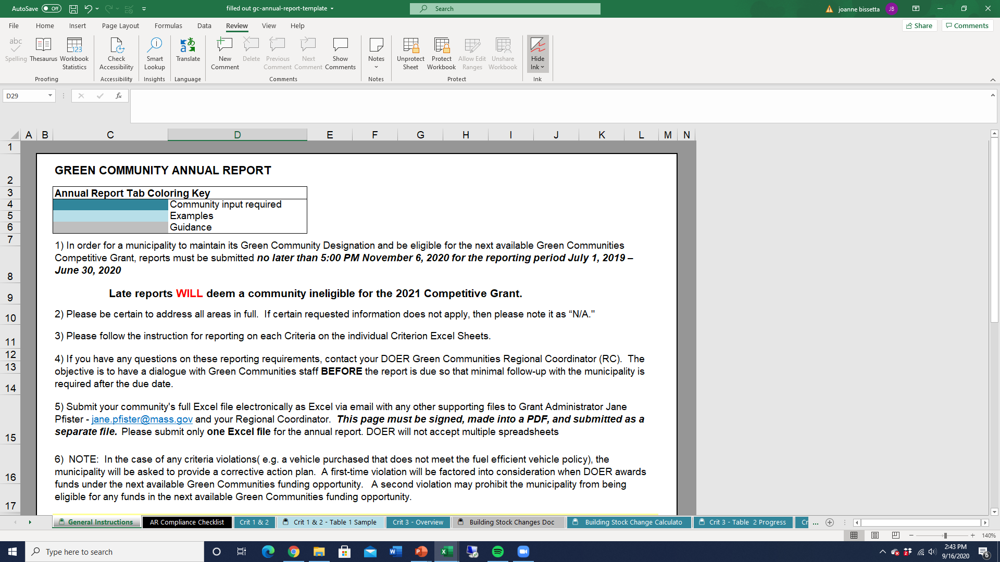 AutoSave Off
filled out gc-annual-report-template
Search
joanne bissetta
JB
File Home Insert Page Layout Formulas Data Review View Help
Share Comments
abc
123
Spelling Thesaurus Workbook Statistics
Check Accessibility
Smart Lookup
Translate
New Comment
Delete
Previous Comment
Next Comment
Show Comments
Notes
Unprotect Sheet
Protect Workbook
Allow Edit Ranges
Unshare Workbook
Hide Ink
Proofing Accessibility Insights Language Comments Notes Protect Ink
D29
fx
A B C D E F G H I J K L M N
1
GREEN COMMUNITY ANNUAL REPORT
2
3 Annual Report Tab Coloring Key
4 Community input required
5 Examples
6 Guidance
7
1) In order for a municipality to maintain its Green Community Designation and be eligible for the next available Green Communities
Competitive Grant, reports must be submitted no later than 5:00 PM November 6, 2020 for the reporting period July 1, 2019 –
June 30, 2020
8
Late reports WILL deem a community ineligible for the 2021 Competitive Grant.
9
2) Please be certain to address all areas in full.  If certain requested information does not apply, then please note it as “N/A."
10
3) Please follow the instruction for reporting on each Criteria on the individual Criterion Excel Sheets.
11
12
4) If you have any questions on these reporting requirements, contact your DOER Green Communities Regional Coordinator (RC).  The
13
objective is to have a dialogue with Green Communities staff BEFORE the report is due so that minimal follow-up with the municipality is
required after the due date.
14
5) Submit your community's full Excel file electronically as Excel via email with any other supporting files to Grant Administrator Jane
Pfister - jane.pfister@mass.gov and your Regional Coordinator.  This page must be signed, made into a PDF, and submitted as a
separate file.  Please submit only one Excel file for the annual report. DOER will not accept multiple spreadsheets
15
6)  NOTE:  In the case of any criteria violations( e.g. a vehicle purchased that does not meet the fuel efficient vehicle policy), the
municipality will be asked to provide a corrective action plan.  A first-time violation will be factored into consideration when DOER awards
16
funds under the next available Green Communities funding opportunity.   A second violation may prohibit the municipality from being
eligible for any funds in the next available Green Communities funding opportunity.
17
General Instructions AR Compliance Checklist Crit 1 & 2 Crit 1 & 2 - Table 1 Sample Crit 3 - Overview Building Stock Changes Doc Building Stock Change Calculato Crit 3 - Table 2 Progress Cr ...
140%
Type here to search
2:43 PM
9/16/2020
6